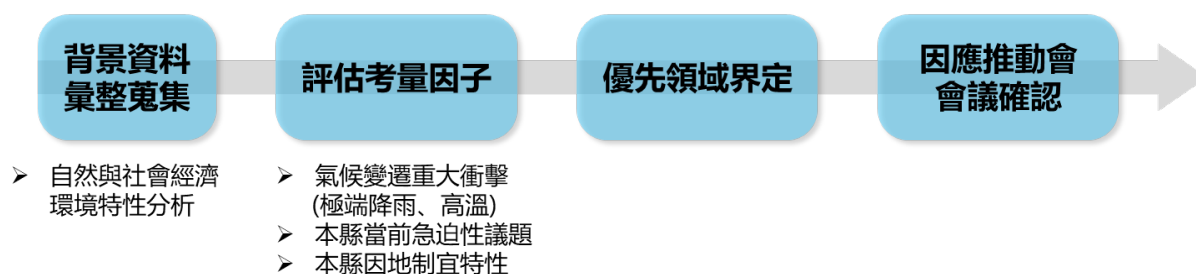 背景資料
彙整蒐集
評估考量因子
優先領域界定
因應推動會
會議確認
➢ 自然與社會經濟
環境特性分析
➢ 氣候變遷重大衝擊
(極端降雨、高溫)
➢ 本縣當前急迫性議題
➢ 本縣因地制宜特性